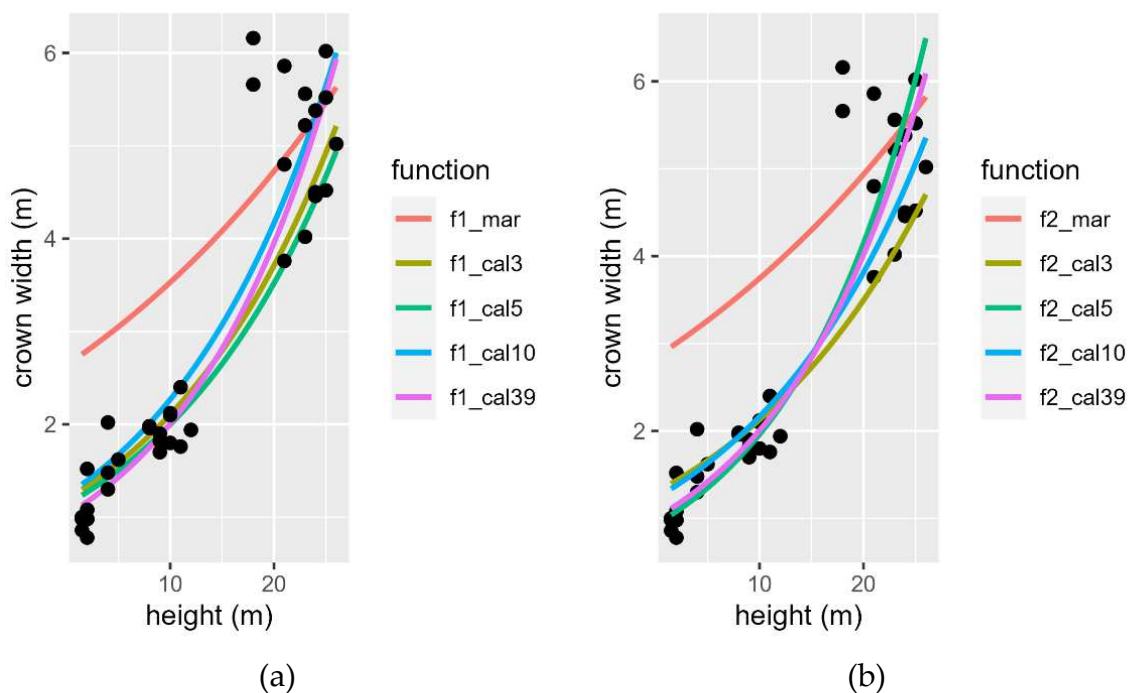 crown width (m)
6
4
2
10
20
height (m)
function
f1_mar
f1_cal3
f1_cal5
f1_cal10
f1_cal39
(a)
crown width (m)
6
4
2
10
20
height (m)
function
f2_mar
f2_cal3
f2_cal5
f2_cal10
f2_cal39
(b)